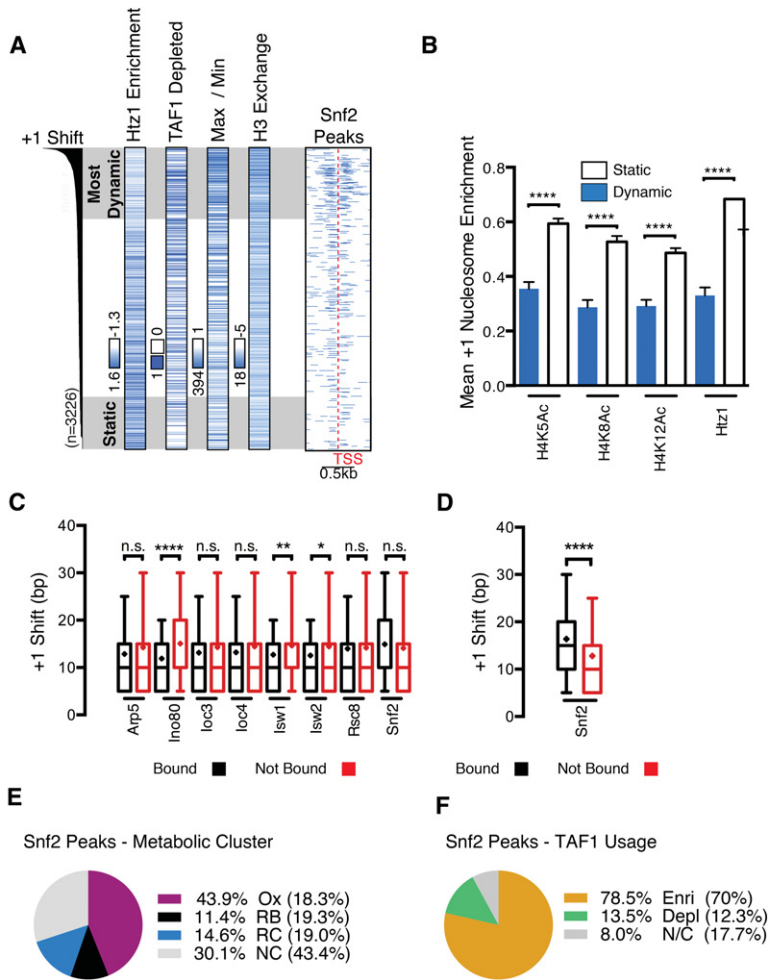 A
+1 Shift
Htz1 Enrichment
TAF1 Depleted
Max / Min
H3 Exchange
Snf2
Peaks
Most
Dynamic
Static
(n=3226)
1.6 -1.3
1 0
394 1
18 -5
TSS
0.5kb
B
Mean +1 Nucleosome Enrichment
0.8
0.6
0.4
0.2
0.0
Static
Dynamic
**** **** **** ****
H4K5Ac
H4K8Ac
H4K12Ac
Htz1
C
+1 Shift (bp)
40
30
20
10
0
n.s. **** n.s. n.s. ** * n.s. n.s.
Arp5
Ino80
Ioc3
Ioc4
Isw1
Isw2
Rsc8
Snf2
Bound Not Bound
D
+1 Shift (bp)
40
30
20
10
0
****
Snf2
Bound Not Bound
E
Snf2 Peaks - Metabolic Cluster
43.9% Ox (18.3%)
11.4% RB (19.3%)
14.6% RC (19.0%)
30.1% NC (43.4%)
F
Snf2 Peaks - TAF1 Usage
78.5% Enri (70%)
13.5% Depl (12.3%)
8.0% N/C (17.7%)